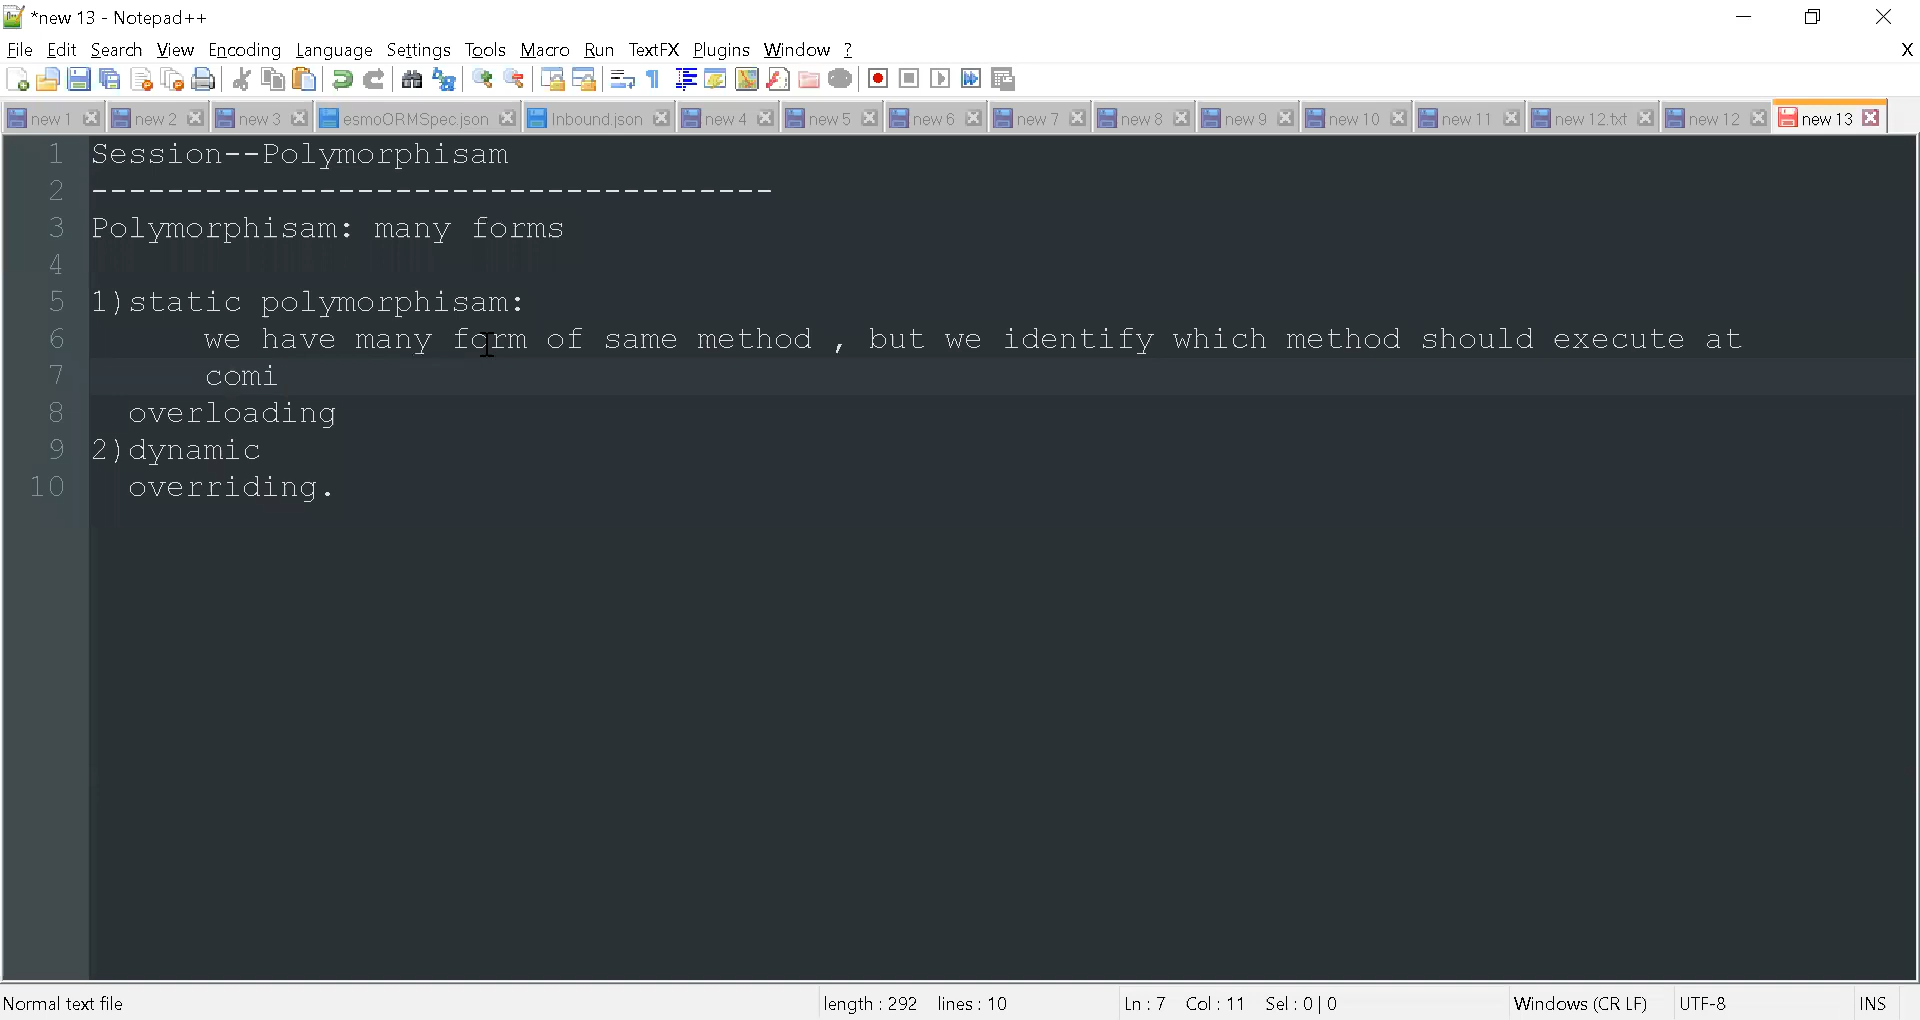 *new 13 - Notepad++
File Edit Search View Encoding Language Settings Tools Macro Run TextFX Plugins Window ? X
new 1 new 2 new 3 esmoORMSpec.json Inbound.json new 4 new 5 new 6 new 7 new 8 new 9 new 10 new 11 new 12.txt new 12 new 13
1 Session--Polymorphisam
2 ------------------------------------
3 Polymorphisam: many forms
4
5 1)static polymorphisam:
6 we have many form of same method , but we identify which method should execute at
7 comi
8 overloading
9 2)dynamic
10 overriding.
Normal text file length : 292 lines : 10 Ln : 7 Col : 11 Sel : 0 | 0 Windows (CR LF) UTF-8 INS